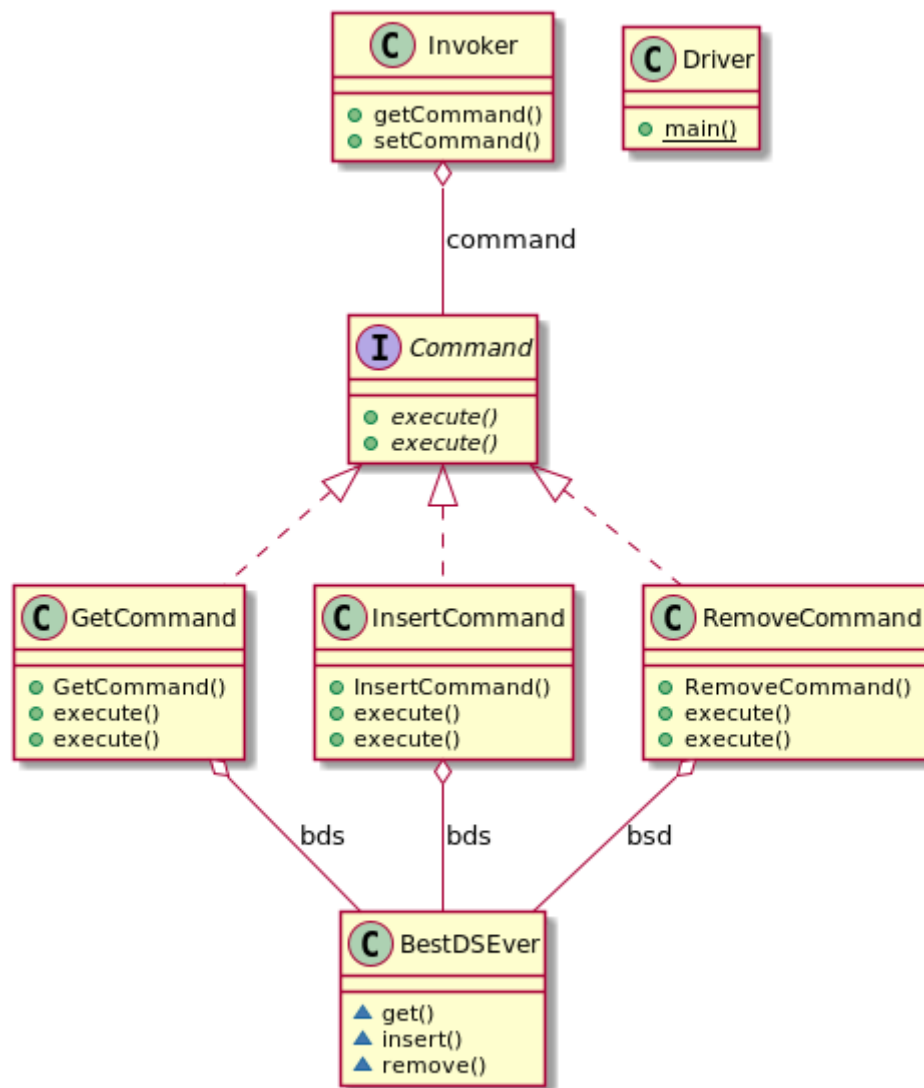 C Invoker
getCommand()
setCommand()
C Driver
main()
command
I Command
execute()
execute()
C GetCommand
GetCommand()
execute()
execute()
C InsertCommand
InsertCommand()
execute()
execute()
C RemoveCommand
RemoveCommand()
execute()
execute()
bds
bds
bsd
C BestDSEver
get()
insert()
remove()